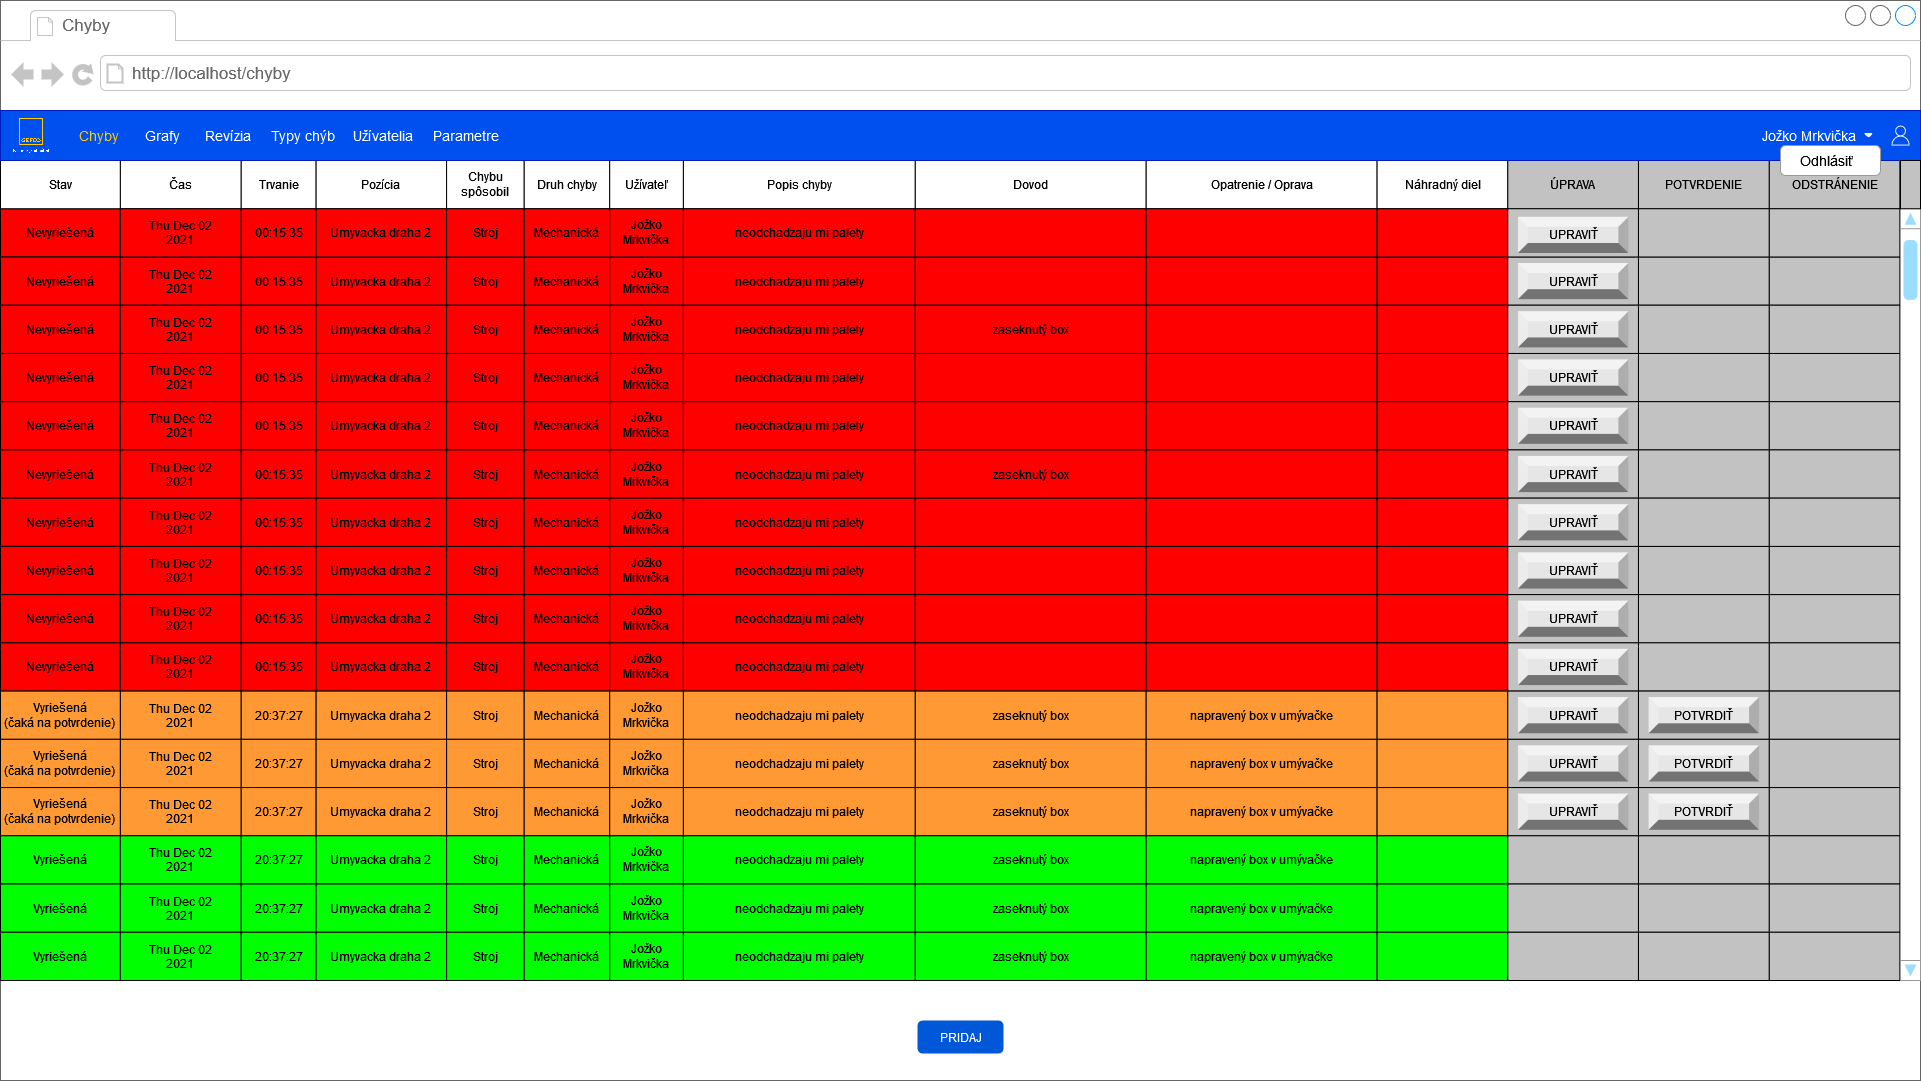 Chyby
http://localhost/chyby
GEFCO
Chyby Grafy Revízia Typy chýb Užívatelia Parametre Jožko Mrkvička
Odhlásiť
Stav Čas Trvanie Pozícia Chybu spôsobil Druh chyby Užívateľ Popis chyby Dovod Opatrenie / Oprava Náhradný diel ÚPRAVA POTVRDENIE ODSTRÁNENIE
Nevyriešená Thu Dec 02 2021 00:15:35 Umyvacka draha 2 Stroj Mechanická Jožko Mrkvička neodchadzaju mi palety UPRAVIŤ
Nevyriešená Thu Dec 02 2021 00:15:35 Umyvacka draha 2 Stroj Mechanická Jožko Mrkvička neodchadzaju mi palety UPRAVIŤ
Nevyriešená Thu Dec 02 2021 00:15:35 Umyvacka draha 2 Stroj Mechanická Jožko Mrkvička neodchadzaju mi palety zaseknutý box UPRAVIŤ
Nevyriešená Thu Dec 02 2021 00:15:35 Umyvacka draha 2 Stroj Mechanická Jožko Mrkvička neodchadzaju mi palety UPRAVIŤ
Nevyriešená Thu Dec 02 2021 00:15:35 Umyvacka draha 2 Stroj Mechanická Jožko Mrkvička neodchadzaju mi palety UPRAVIŤ
Nevyriešená Thu Dec 02 2021 00:15:35 Umyvacka draha 2 Stroj Mechanická Jožko Mrkvička neodchadzaju mi palety zaseknutý box UPRAVIŤ
Nevyriešená Thu Dec 02 2021 00:15:35 Umyvacka draha 2 Stroj Mechanická Jožko Mrkvička neodchadzaju mi palety UPRAVIŤ
Nevyriešená Thu Dec 02 2021 00:15:35 Umyvacka draha 2 Stroj Mechanická Jožko Mrkvička neodchadzaju mi palety UPRAVIŤ
Nevyriešená Thu Dec 02 2021 00:15:35 Umyvacka draha 2 Stroj Mechanická Jožko Mrkvička neodchadzaju mi palety UPRAVIŤ
Nevyriešená Thu Dec 02 2021 00:15:35 Umyvacka draha 2 Stroj Mechanická Jožko Mrkvička neodchadzaju mi palety UPRAVIŤ
Vyriešená (čaká na potvrdenie) Thu Dec 02 2021 20:37:27 Umyvacka draha 2 Stroj Mechanická Jožko Mrkvička neodchadzaju mi palety zaseknutý box napravený box v umývačke UPRAVIŤ POTVRDIŤ
Vyriešená (čaká na potvrdenie) Thu Dec 02 2021 20:37:27 Umyvacka draha 2 Stroj Mechanická Jožko Mrkvička neodchadzaju mi palety zaseknutý box napravený box v umývačke UPRAVIŤ POTVRDIŤ
Vyriešená (čaká na potvrdenie) Thu Dec 02 2021 20:37:27 Umyvacka draha 2 Stroj Mechanická Jožko Mrkvička neodchadzaju mi palety zaseknutý box napravený box v umývačke UPRAVIŤ POTVRDIŤ
Vyriešená Thu Dec 02 2021 20:37:27 Umyvacka draha 2 Stroj Mechanická Jožko Mrkvička neodchadzaju mi palety zaseknutý box napravený box v umývačke
Vyriešená Thu Dec 02 2021 20:37:27 Umyvacka draha 2 Stroj Mechanická Jožko Mrkvička neodchadzaju mi palety zaseknutý box napravený box v umývačke
Vyriešená Thu Dec 02 2021 20:37:27 Umyvacka draha 2 Stroj Mechanická Jožko Mrkvička neodchadzaju mi palety zaseknutý box napravený box v umývačke
PRIDAJ